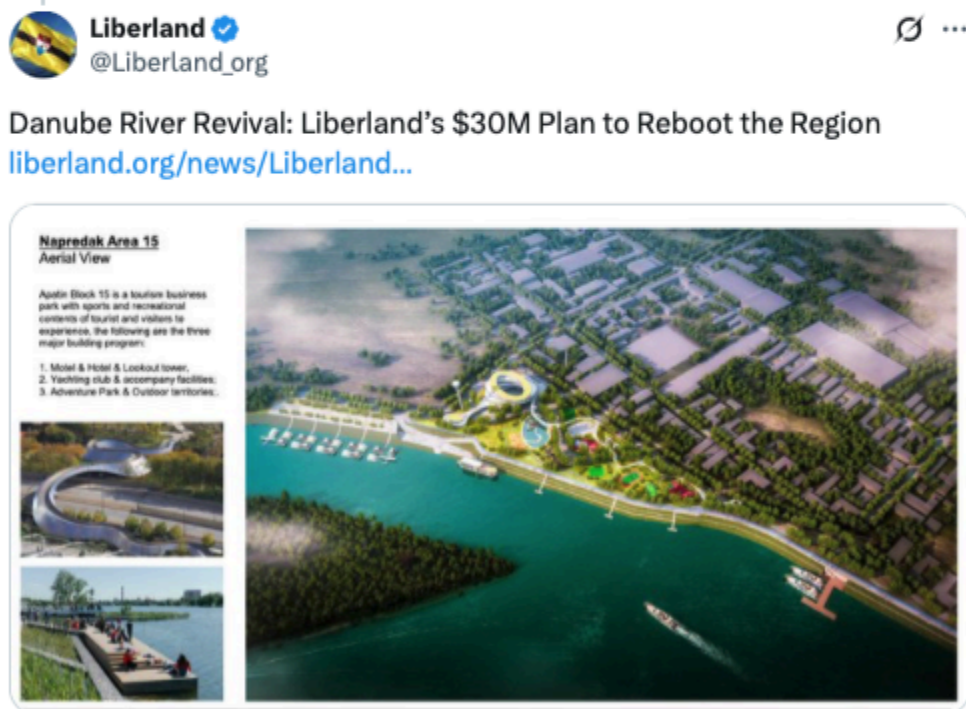 Liberland
@Liberland_org
Danube River Revival: Liberland's $30M Plan to Reboot the Region
liberland.org/news/Liberland...
Napredak Area 15
Aerial View
Apatin Block 15 is a tourism business
park with sports and recreational
contents of tourist and visitors to
experience, the following are the three
major building program:
1. Motel & Hotel & Lookout tower,
2. Yachting club & accompany facilities;
3. Adventure Park & Outdoor territories;.